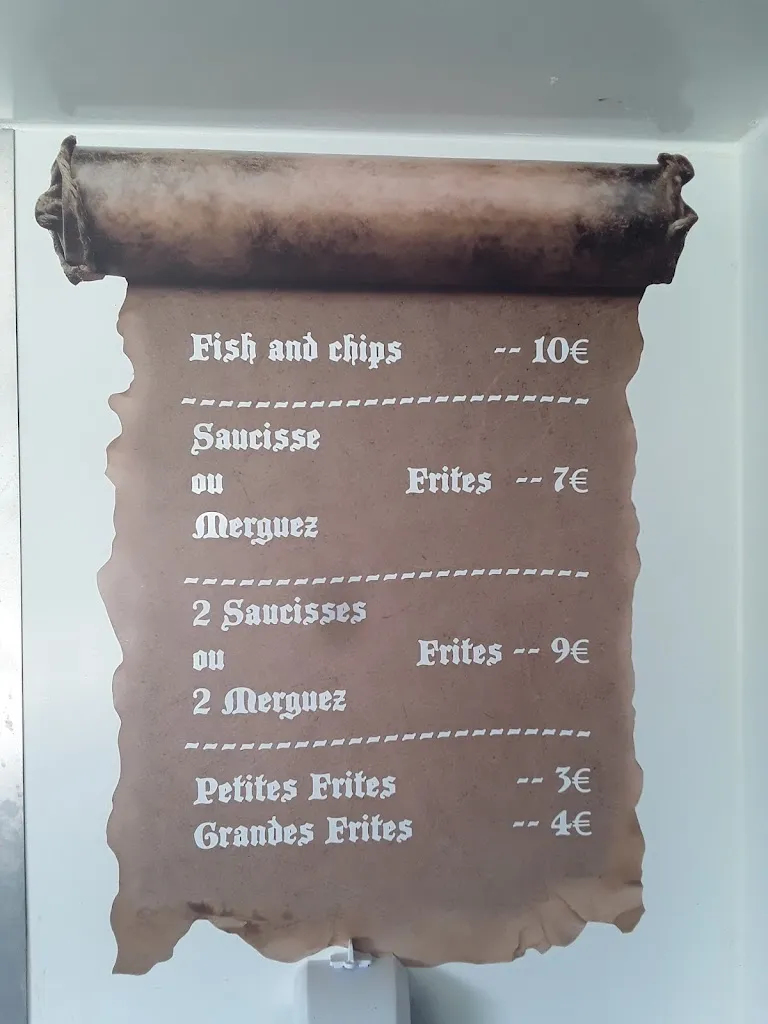 Fish and chips -- 10€
Saucisse
ou Frites -- 7€
Merguez
2 Saucisses
ou Frites -- 9€
2 Merguez
Petites Frites -- 3€
Grandes Frites -- 4€